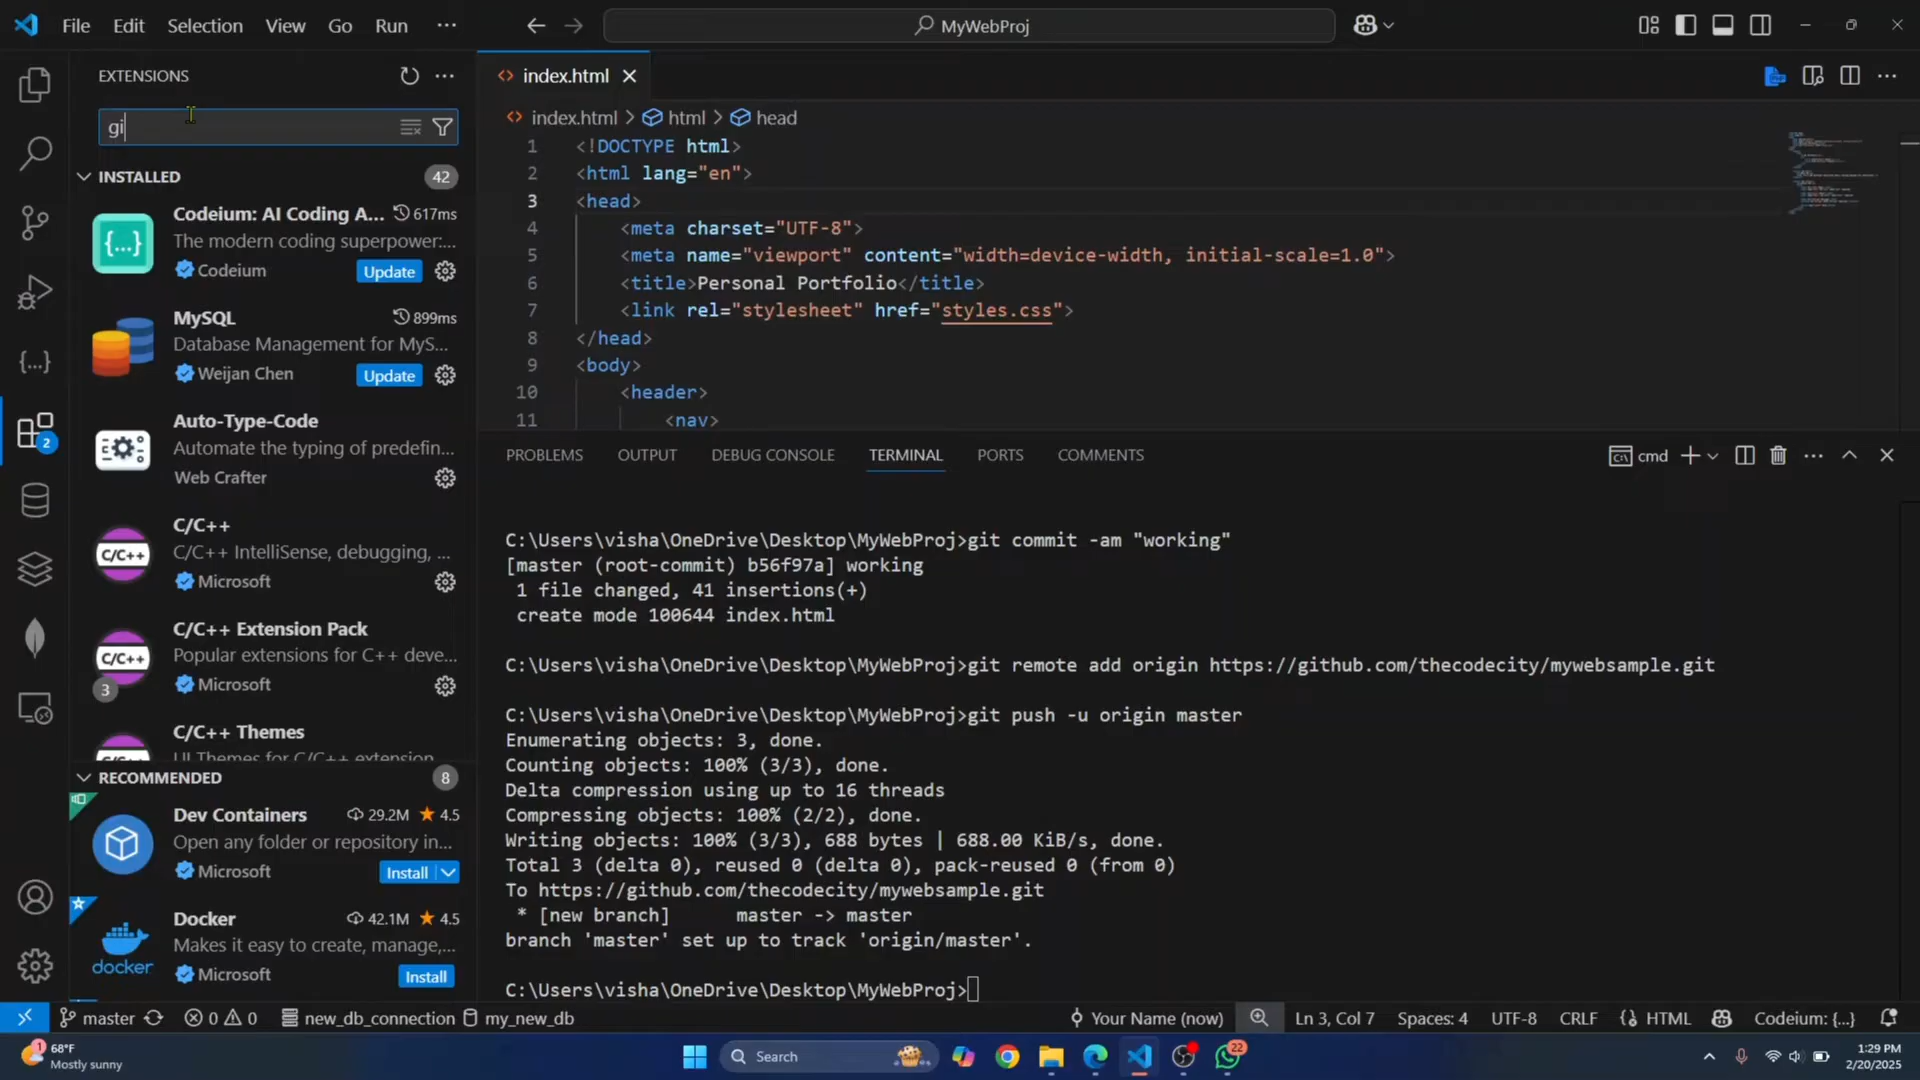 File Edit Selection View Go Run ···
MyWebProj
EXTENSIONS
gi
INSTALLED
42
Codeium: AI Coding A... 617ms
The modern coding superpower:...
Codeium
Update
MySQL 899ms
Database Management for MyS...
Weijan Chen
Update
Auto-Type-Code
Automate the typing of predefin...
Web Crafter
C/C++
C/C++ IntelliSense, debugging, ...
Microsoft
C/C++ Extension Pack
Popular extensions for C++ deve...
Microsoft
3
C/C++ Themes
UI Themes for C/C++ extension
RECOMMENDED
8
Dev Containers 29.2M 4.5
Open any folder or repository in...
Microsoft
Install
Docker 42.1M 4.5
Makes it easy to create, manage,...
Microsoft
Install
docker
2
index.html
index.html > html > head
1 <!DOCTYPE html>
2 <html lang="en">
3 <head>
4 <meta charset="UTF-8">
5 <meta name="viewport" content="width=device-width, initial-scale=1.0">
6 <title>Personal Portfolio</title>
7 <link rel="stylesheet" href="styles.css">
8 </head>
9 <body>
10 <header>
11 <nav>
PROBLEMS OUTPUT DEBUG CONSOLE TERMINAL PORTS COMMENTS
cmd
C:\Users\visha\OneDrive\Desktop\MyWebProj>git commit -am "working"
[master (root-commit) b56f97a] working
1 file changed, 41 insertions(+)
create mode 100644 index.html
C:\Users\visha\OneDrive\Desktop\MyWebProj>git remote add origin https://github.com/thecodecity/mywebsample.git
C:\Users\visha\OneDrive\Desktop\MyWebProj>git push -u origin master
Enumerating objects: 3, done.
Counting objects: 100% (3/3), done.
Delta compression using up to 16 threads
Compressing objects: 100% (2/2), done.
Writing objects: 100% (3/3), 688 bytes | 688.00 KiB/s, done.
Total 3 (delta 0), reused 0 (delta 0), pack-reused 0 (from 0)
To https://github.com/thecodecity/mywebsample.git
* [new branch] master -> master
branch 'master' set up to track 'origin/master'.
C:\Users\visha\OneDrive\Desktop\MyWebProj>
master 0 0 new_db_connection my_new_db
Your Name (now) Ln 3, Col 7 Spaces: 4 UTF-8 CRLF HTML Codeium: {...}
1
68°F
Mostly sunny
Search
22
1:29 PM
2/20/2025